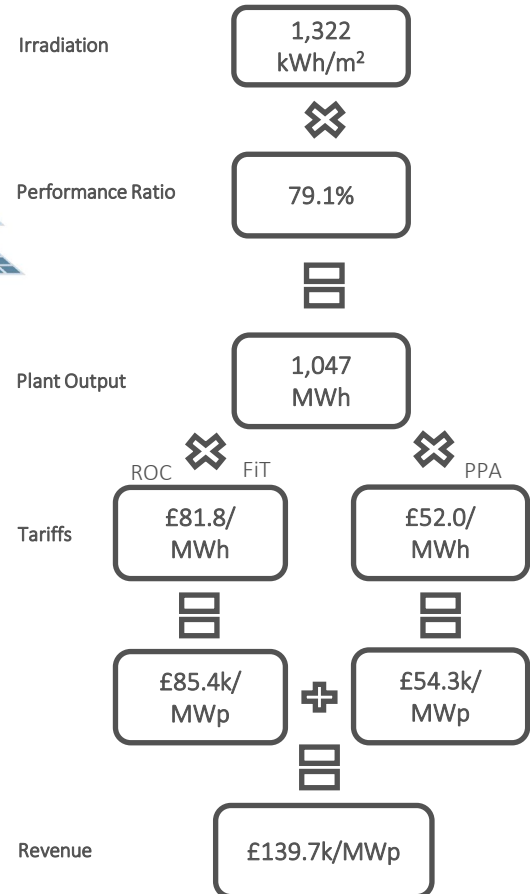 Irradiation
1,322
kWh/m²
Performance Ratio
79.1%
Plant Output
1,047
MWh
ROC
FiT
PPA
Tariffs
£81.8/
MWh
£52.0/
MWh
£85.4k/
MWp
£54.3k/
MWp
Revenue
£139.7k/MWp